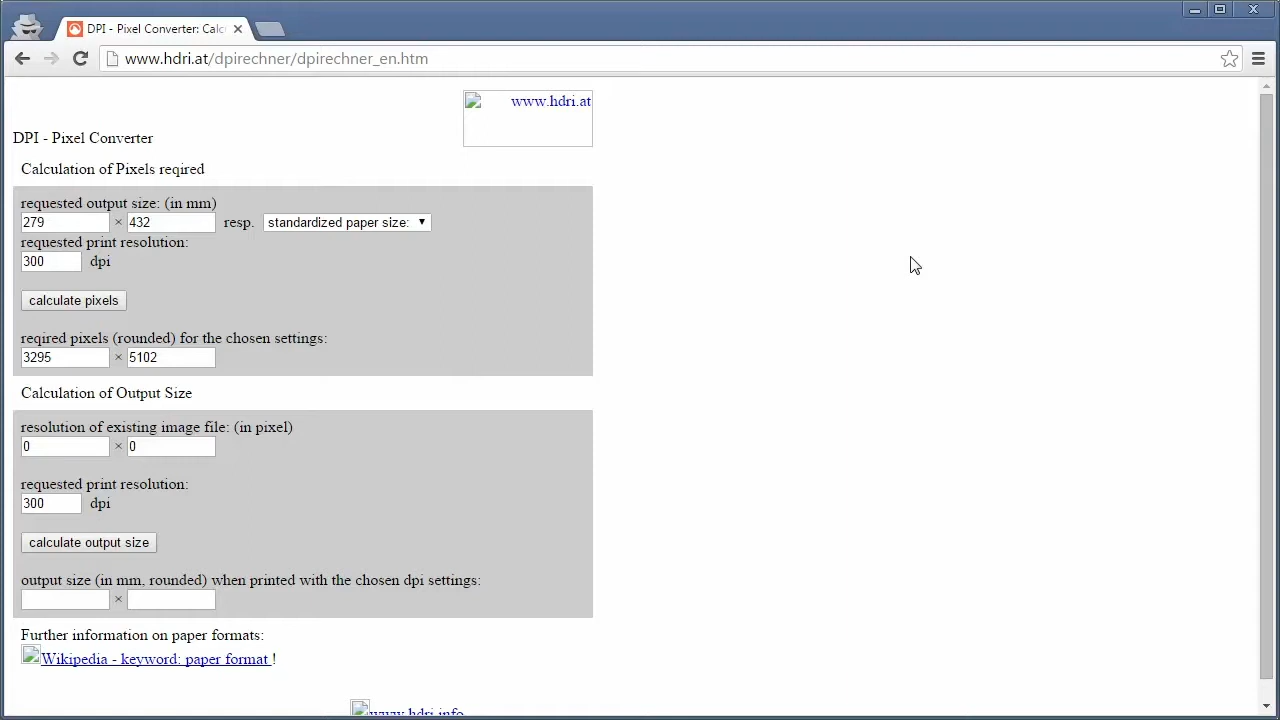 DPI - Pixel Converter: Calc
www.hdri.at/dpirechner/dpirechner_en.htm
www.hdri.at
DPI - Pixel Converter
Calculation of Pixels reqired
requested output size: (in mm)
279 × 432 resp. standardized paper size:
requested print resolution:
300 dpi
calculate pixels
reqired pixels (rounded) for the chosen settings:
3295 × 5102
Calculation of Output Size
resolution of existing image file: (in pixel)
0 × 0
requested print resolution:
300 dpi
calculate output size
output size (in mm, rounded) when printed with the chosen dpi settings:
×
Further information on paper formats:
Wikipedia - keyword: paper format !
www.hdri.info